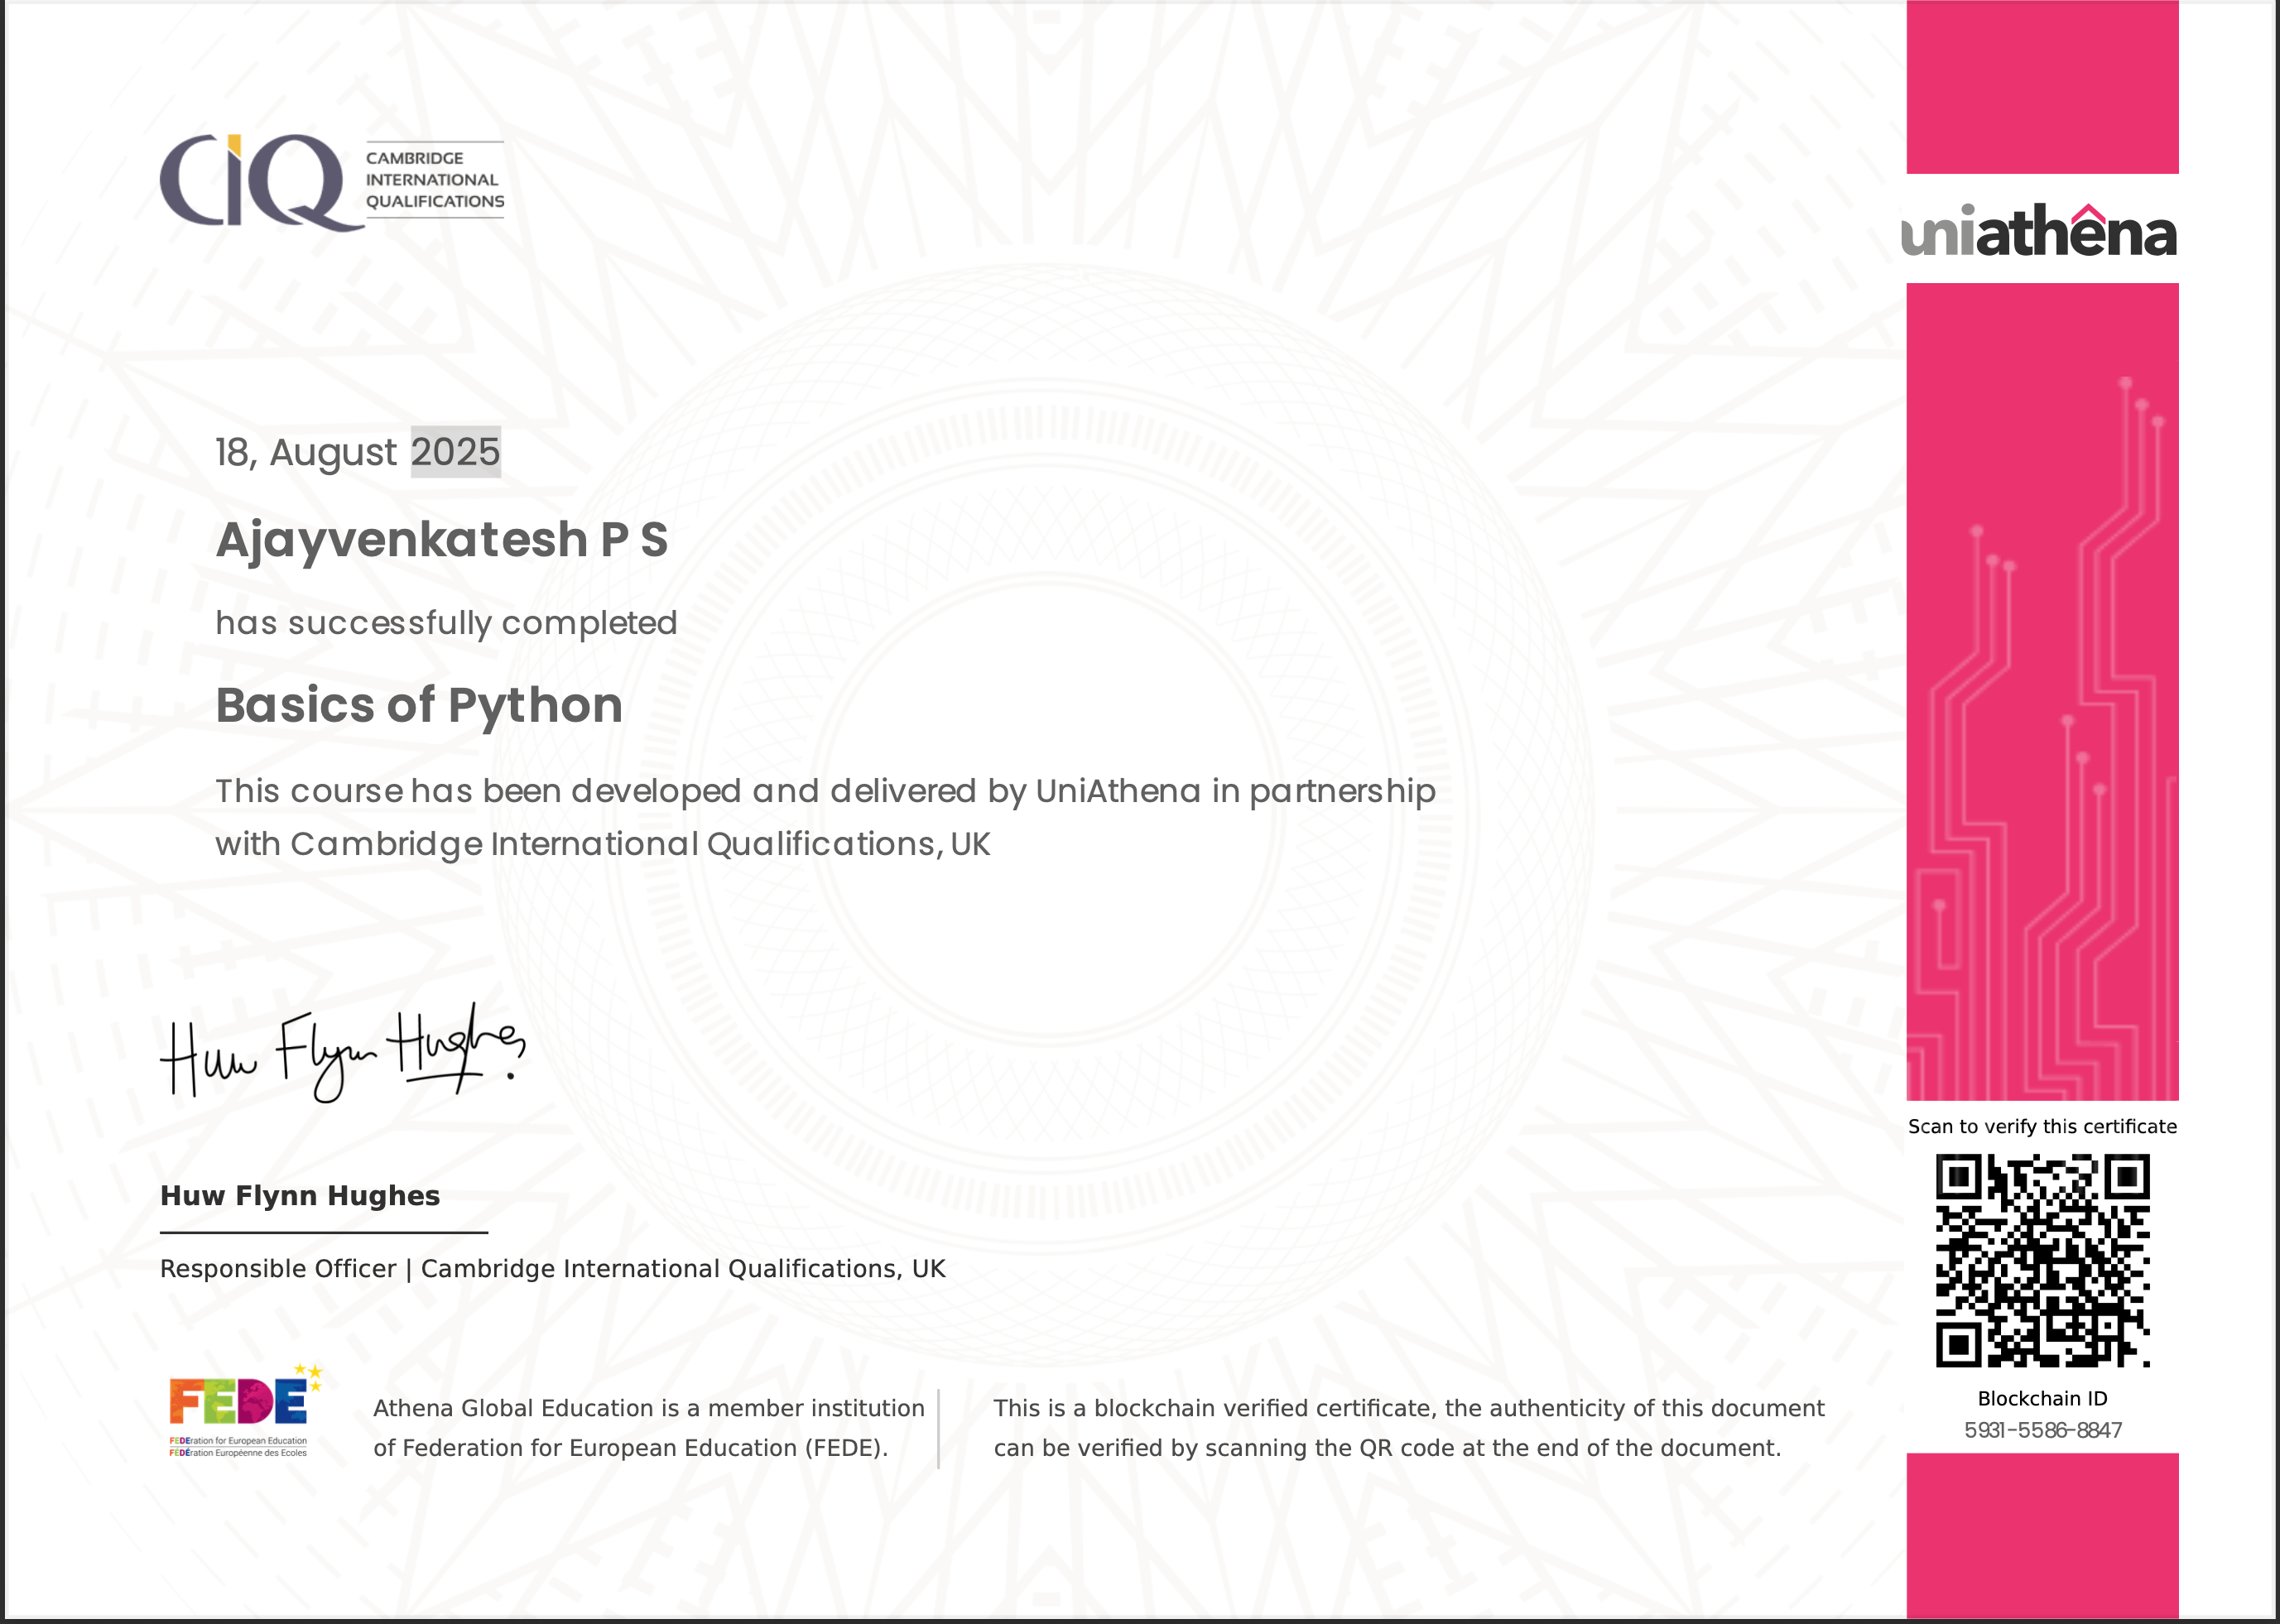 CIQ
CAMBRIDGE
INTERNATIONAL
QUALIFICATIONS
uniathêna
18, August 2025
Ajayvenkatesh P S
has successfully completed
Basics of Python
This course has been developed and delivered by UniAthena in partnership
with Cambridge International Qualifications, UK
Huw Flynn Hughes
Huw Flynn Hughes
Responsible Officer | Cambridge International Qualifications, UK
FEDE
FEDEration for European Education
FÉDÉration Européenne des Ecoles
Athena Global Education is a member institution
of Federation for European Education (FEDE).
This is a blockchain verified certificate, the authenticity of this document
can be verified by scanning the QR code at the end of the document.
Scan to verify this certificate
Blockchain ID
5931-5586-8847